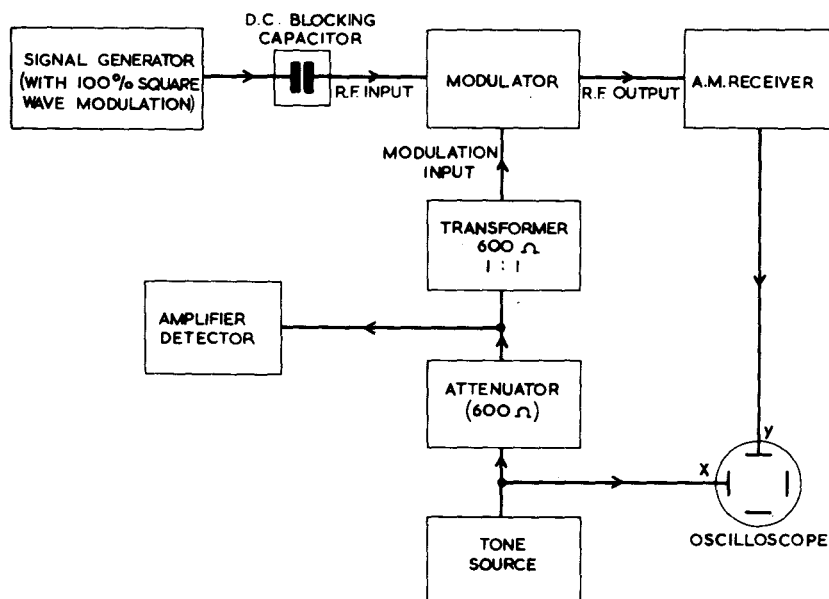 D.C. BLOCKING
CAPACITOR
SIGNAL GENERATOR
(WITH 100% SQUARE
WAVE MODULATION)
R.F. INPUT
MODULATOR
R.F. OUTPUT
A.M. RECEIVER
MODULATION
INPUT
TRANSFORMER
600 Ω
1 : 1
AMPLIFIER
DETECTOR
ATTENUATOR
(600 Ω)
Y
X
OSCILLOSCOPE
TONE
SOURCE